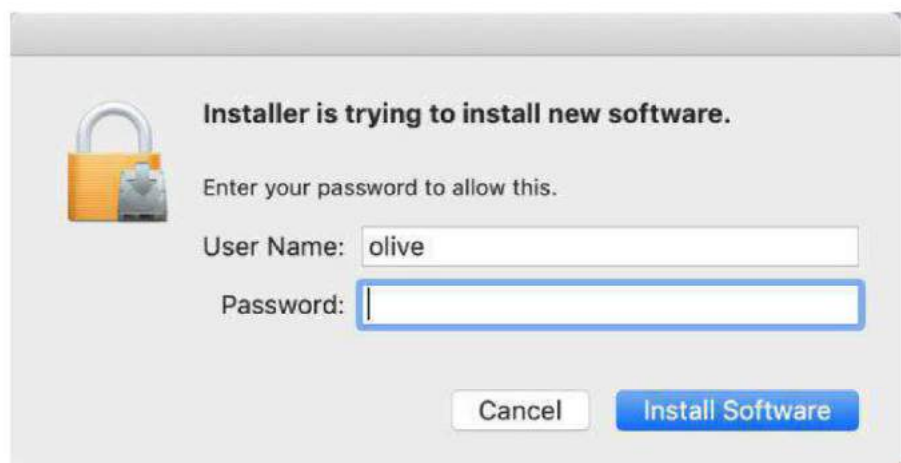 Installer is trying to install new software.
Enter your password to allow this.
User Name: olive
Password:
Cancel Install Software